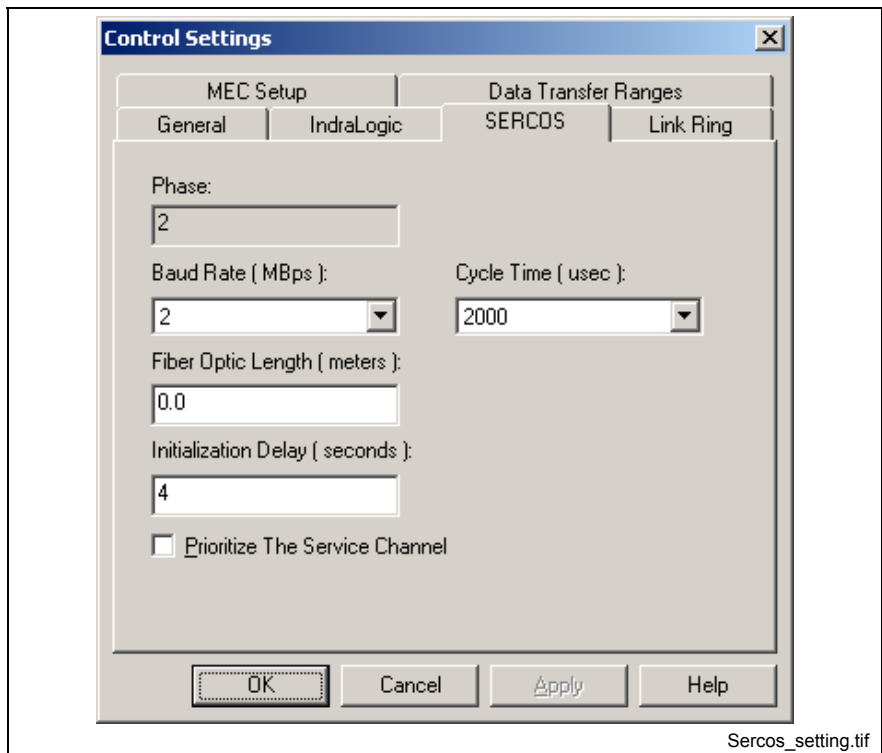 Control Settings
MEC Setup
Data Transfer Ranges
General
IndraLogic
SERCOS
Link Ring
Phase:
2
Baud Rate ( MBps ):
Cycle Time ( usec ):
2
2000
Fiber Optic Length ( meters ):
0.0
Initialization Delay ( seconds ):
4
Prioritize The Service Channel
OK
Cancel
Apply
Help
Sercos_setting.tif